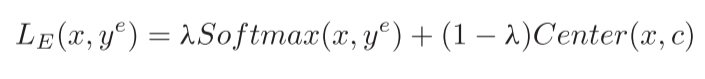 L_E(x, y^e) = λSoftmax(x, y^e) + (1 − λ)Center(x, c)